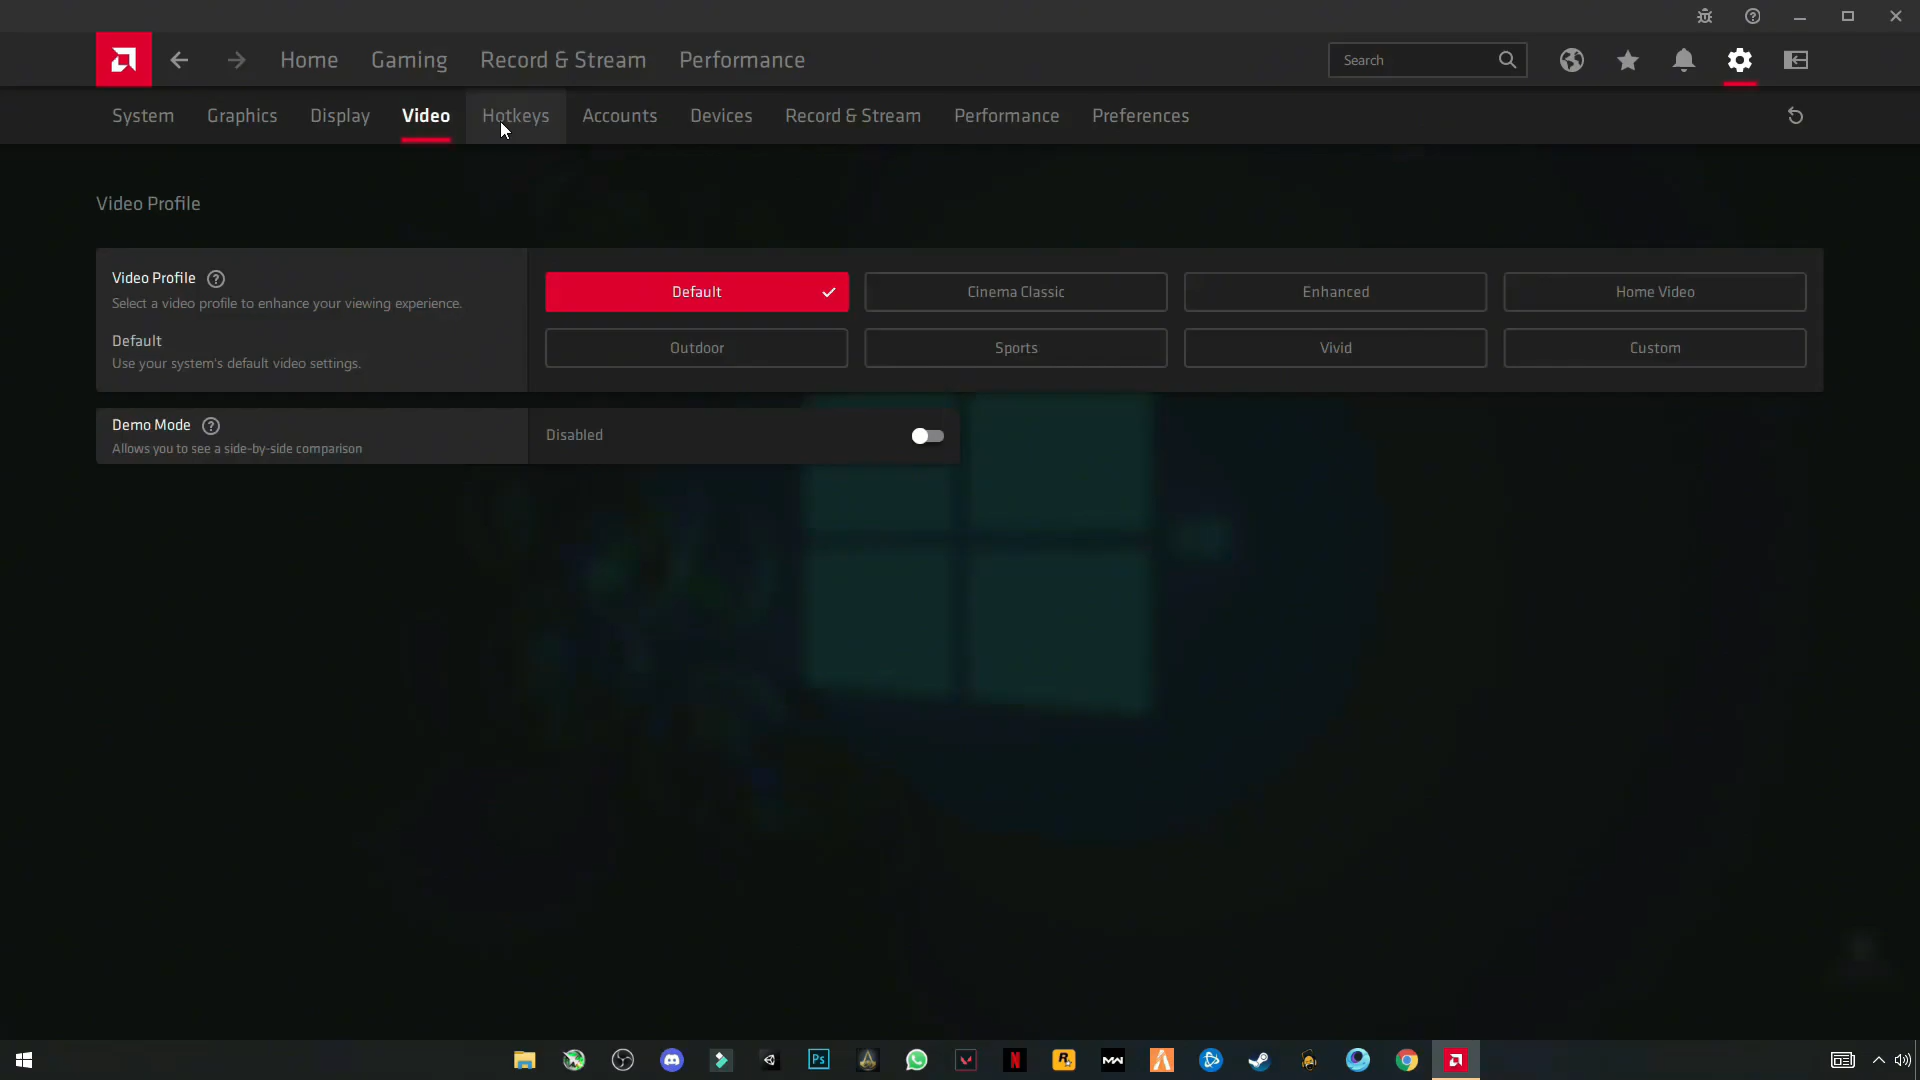 Home Gaming Record & Stream Performance Search
System Graphics Display Video Hotkeys Accounts Devices Record & Stream Performance Preferences
Video Profile
Video Profile
Select a video profile to enhance your viewing experience.
Default
Use your system's default video settings.
Default Cinema Classic Enhanced Home Video
Outdoor Sports Vivid Custom
Demo Mode
Allows you to see a side-by-side comparison
Disabled
Ps N R MW